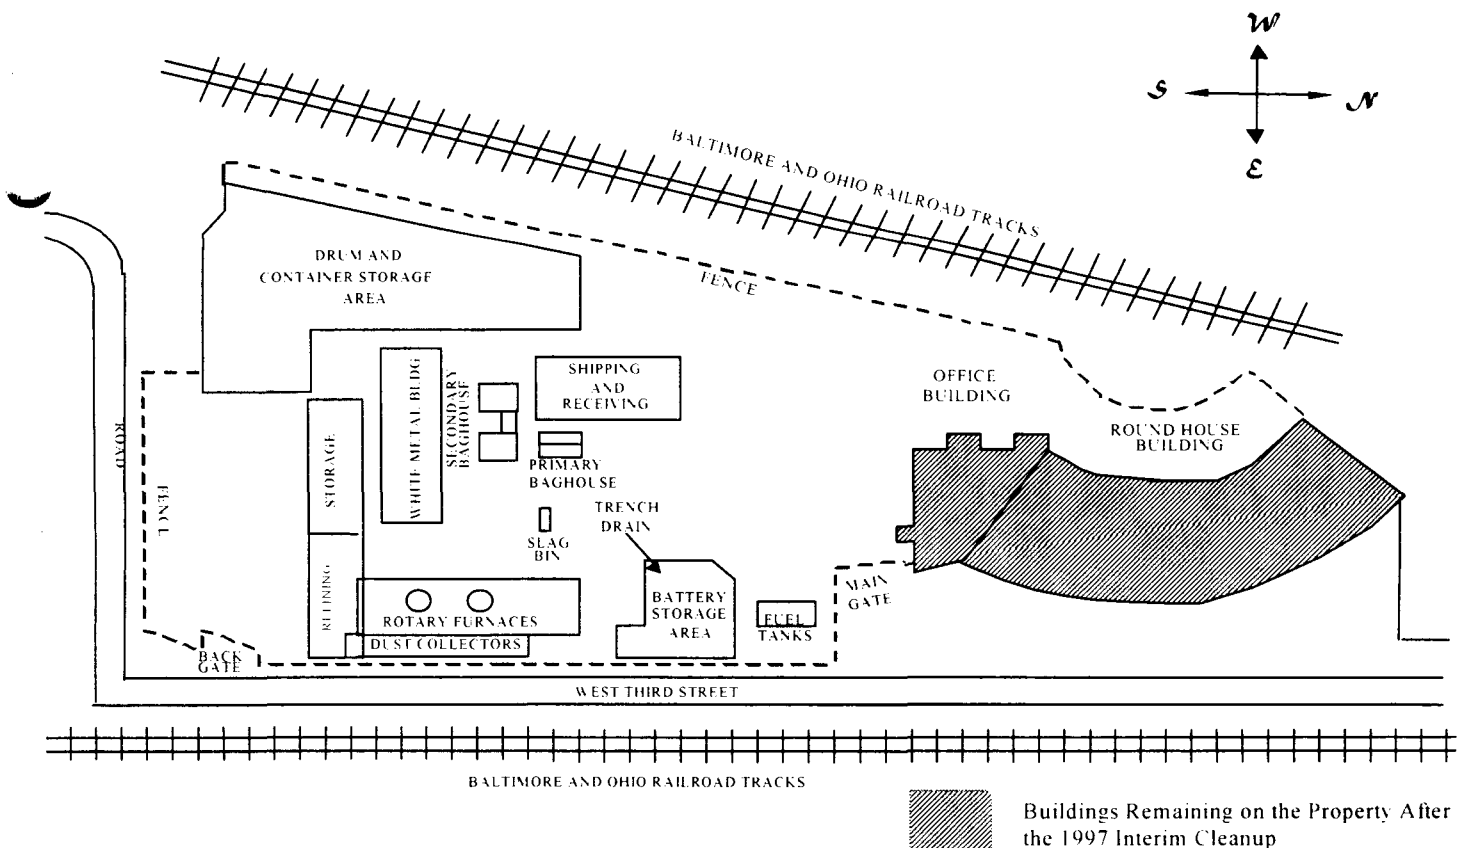 W
S
N
E
BALTIMORE AND OHIO RAILROAD TRACKS
DRUM AND
CONTAINER STORAGE
AREA
FENCE
ROAD
FENCE
STORAGE
REFINING
WHITE METAL BLDG
SECONDARY
BAGHOUSE
SHIPPING
AND
RECEIVING
PRIMARY
BAGHOUSE
SLAG
BIN
TRENCH
DRAIN
OFFICE
BUILDING
ROUND HOUSE
BUILDING
MAIN
GATE
ROTARY FURNACES
DUST COLLECTORS
BATTERY
STORAGE
AREA
FUEL
TANKS
BACK
GATE
WEST THIRD STREET
BALTIMORE AND OHIO RAILROAD TRACKS
Buildings Remaining on the Property After
the 1997 Interim Cleanup